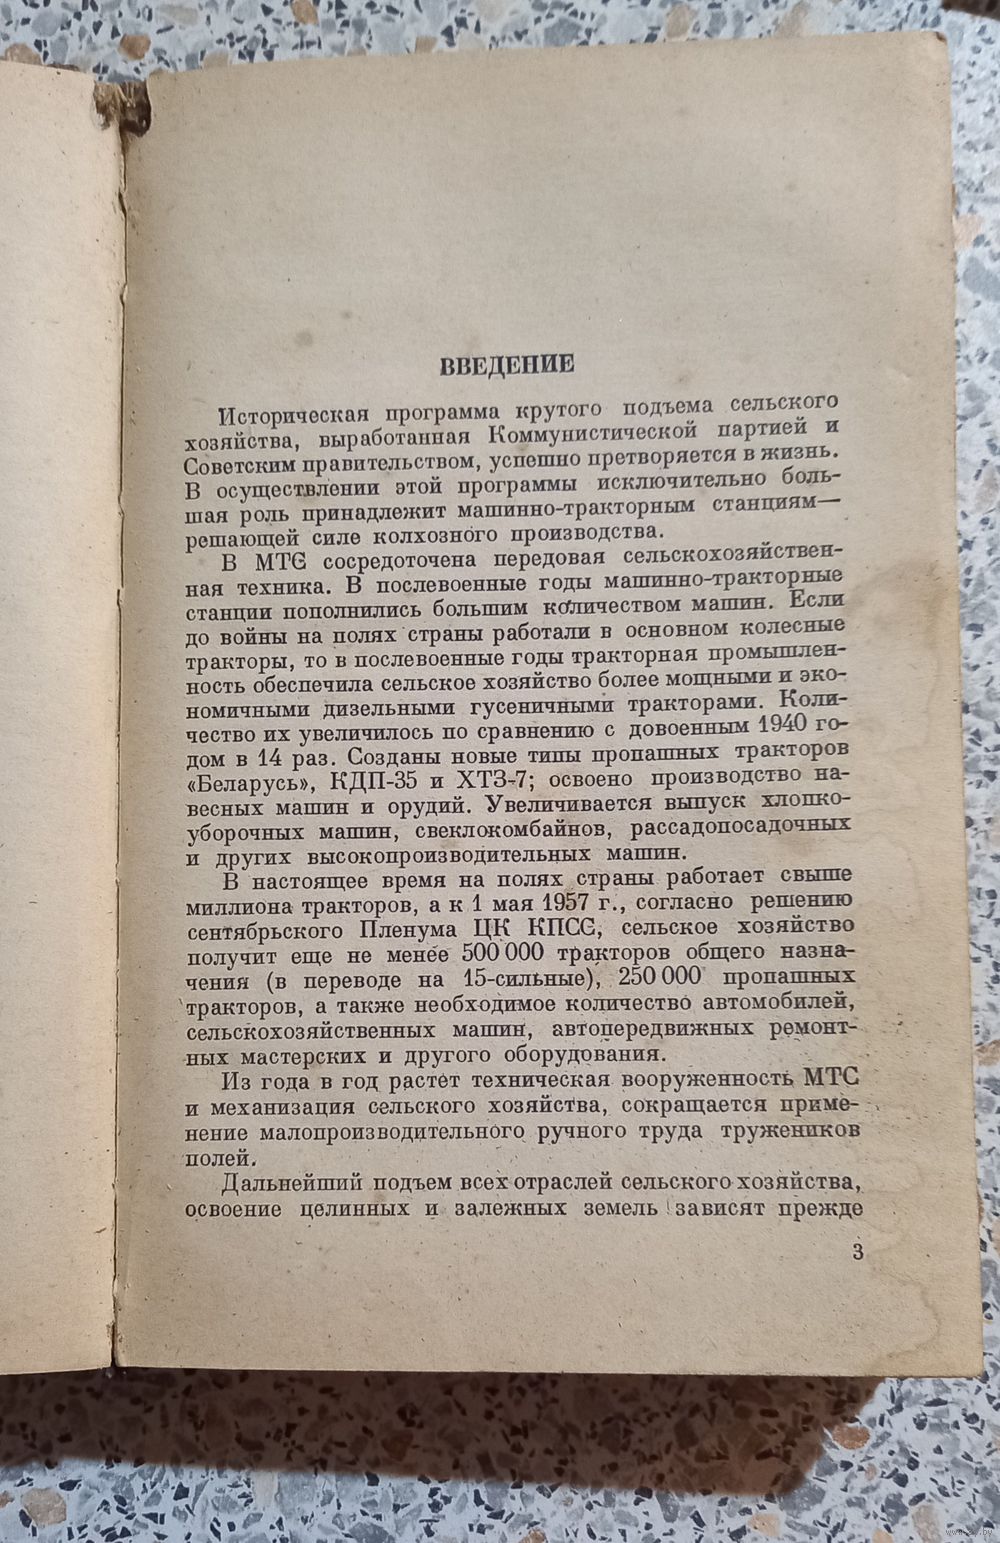 ВВЕДЕНИЕ
Историческая программа крутого подъема сельского
хозяйства, выработанная Коммунистической партией и
Советским правительством, успешно претворяется в жизнь.
В осуществлении этой программы исключительно боль-
шая роль принадлежит машинно-тракторным станциям—
решающей силе колхозного производства.
В МТС сосредоточена передовая сельскохозяйствен-
ная техника. В послевоенные годы машинно-тракторные
станции пополнились большим количеством машин. Если
до войны на полях страны работали в основном колесные
тракторы, то в послевоенные годы тракторная промышлен-
ность обеспечила сельское хозяйство более мощными и эко-
номичными дизельными гусеничными тракторами. Коли-
чество их увеличилось по сравнению с довоенным 1940 го-
дом в 14 раз. Созданы новые типы пропашных тракторов
«Беларусь», КДП-35 и ХТЗ-7; освоено производство на-
весных машин и орудий. Увеличивается выпуск хлопко-
уборочных машин, свеклокомбайнов, рассадопосадочных
и других высокопроизводительных машин.
В настоящее время на полях страны работает свыше
миллиона тракторов, а к 1 мая 1957 г., согласно решению
сентябрьского Пленума ЦК КПСС, сельское хозяйство
получит еще не менее 500 000 тракторов общего назна-
чения (в переводе на 15-сильные), 250 000 пропашных
тракторов, а также необходимое количество автомобилей,
сельскохозяйственных машин, автопередвижных ремонт-
ных мастерских и другого оборудования.
Из года в год растет техническая вооруженность МТС
и механизация сельского хозяйства, сокращается приме-
нение малопроизводительного ручного труда тружеников
полей.
Дальнейший подъем всех отраслей сельского хозяйства,
освоение целинных и залежных земель зависят прежде
3